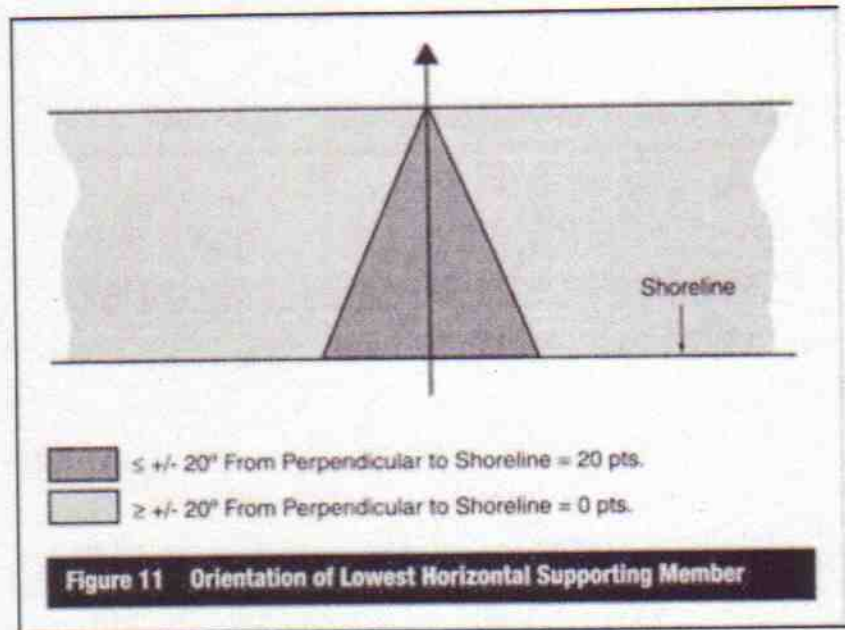 Shoreline
≤ +/- 20° From Perpendicular to Shoreline = 20 pts.
≥ +/- 20° From Perpendicular to Shoreline = 0 pts.
Figure 11 Orientation of Lowest Horizontal Supporting Member